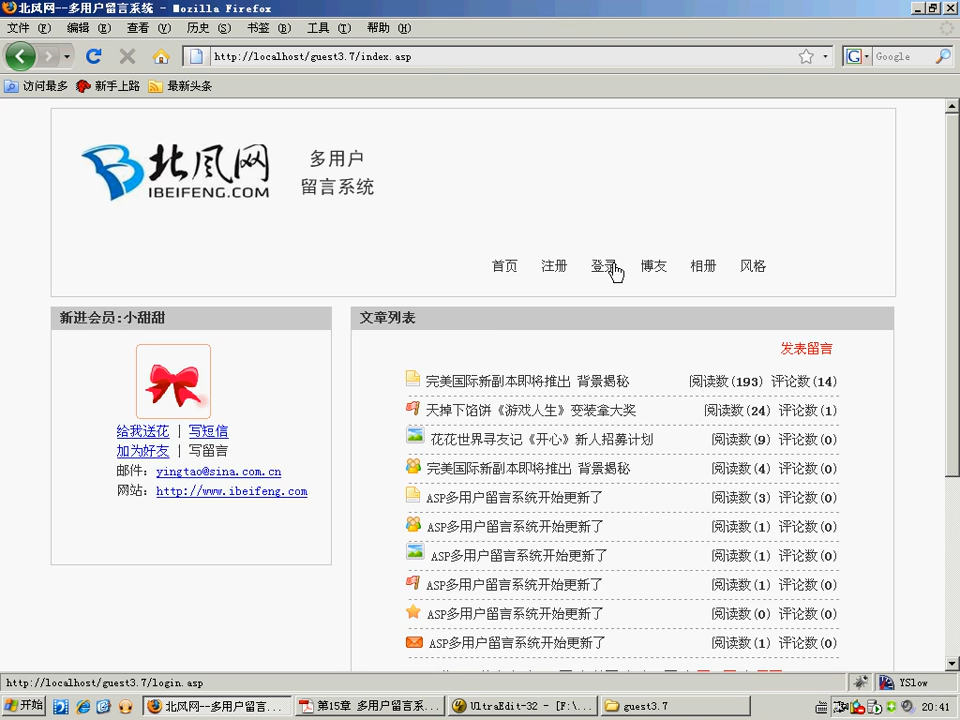 北风网--多用户留言系统 - Mozilla Firefox
文件 (F) 编辑 (E) 查看 (V) 历史 (S) 书签 (B) 工具 (T) 帮助 (H)
http://localhost/guest3.7/index.asp
Google
访问最多 新手上路 最新头条
北风网
IBEIFENG.COM
多用户
留言系统
首页 注册 登录 博友 相册 风格
新进会员:小甜甜
给我送花 | 写短信
加为好友 | 写留言
邮件: yingtao@sina.com.cn
网站: http://www.ibeifeng.com
文章列表
发表留言
完美国际新副本即将推出 背景揭秘 阅读数(193) 评论数(14)
天掉下馅饼《游戏人生》变装拿大奖 阅读数(24) 评论数(1)
花花世界寻友记《开心》新人招募计划 阅读数(9) 评论数(0)
完美国际新副本即将推出 背景揭秘 阅读数(4) 评论数(0)
ASP多用户留言系统开始更新了 阅读数(3) 评论数(0)
ASP多用户留言系统开始更新了 阅读数(1) 评论数(0)
ASP多用户留言系统开始更新了 阅读数(1) 评论数(0)
ASP多用户留言系统开始更新了 阅读数(1) 评论数(0)
ASP多用户留言系统开始更新了 阅读数(0) 评论数(0)
ASP多用户留言系统开始更新了 阅读数(1) 评论数(0)
http://localhost/guest3.7/login.asp
YSlow
开始 北风网--多用户留言... 第15章 多用户留言系... UltraEdit-32 - [F:\... guest3.7 20:41